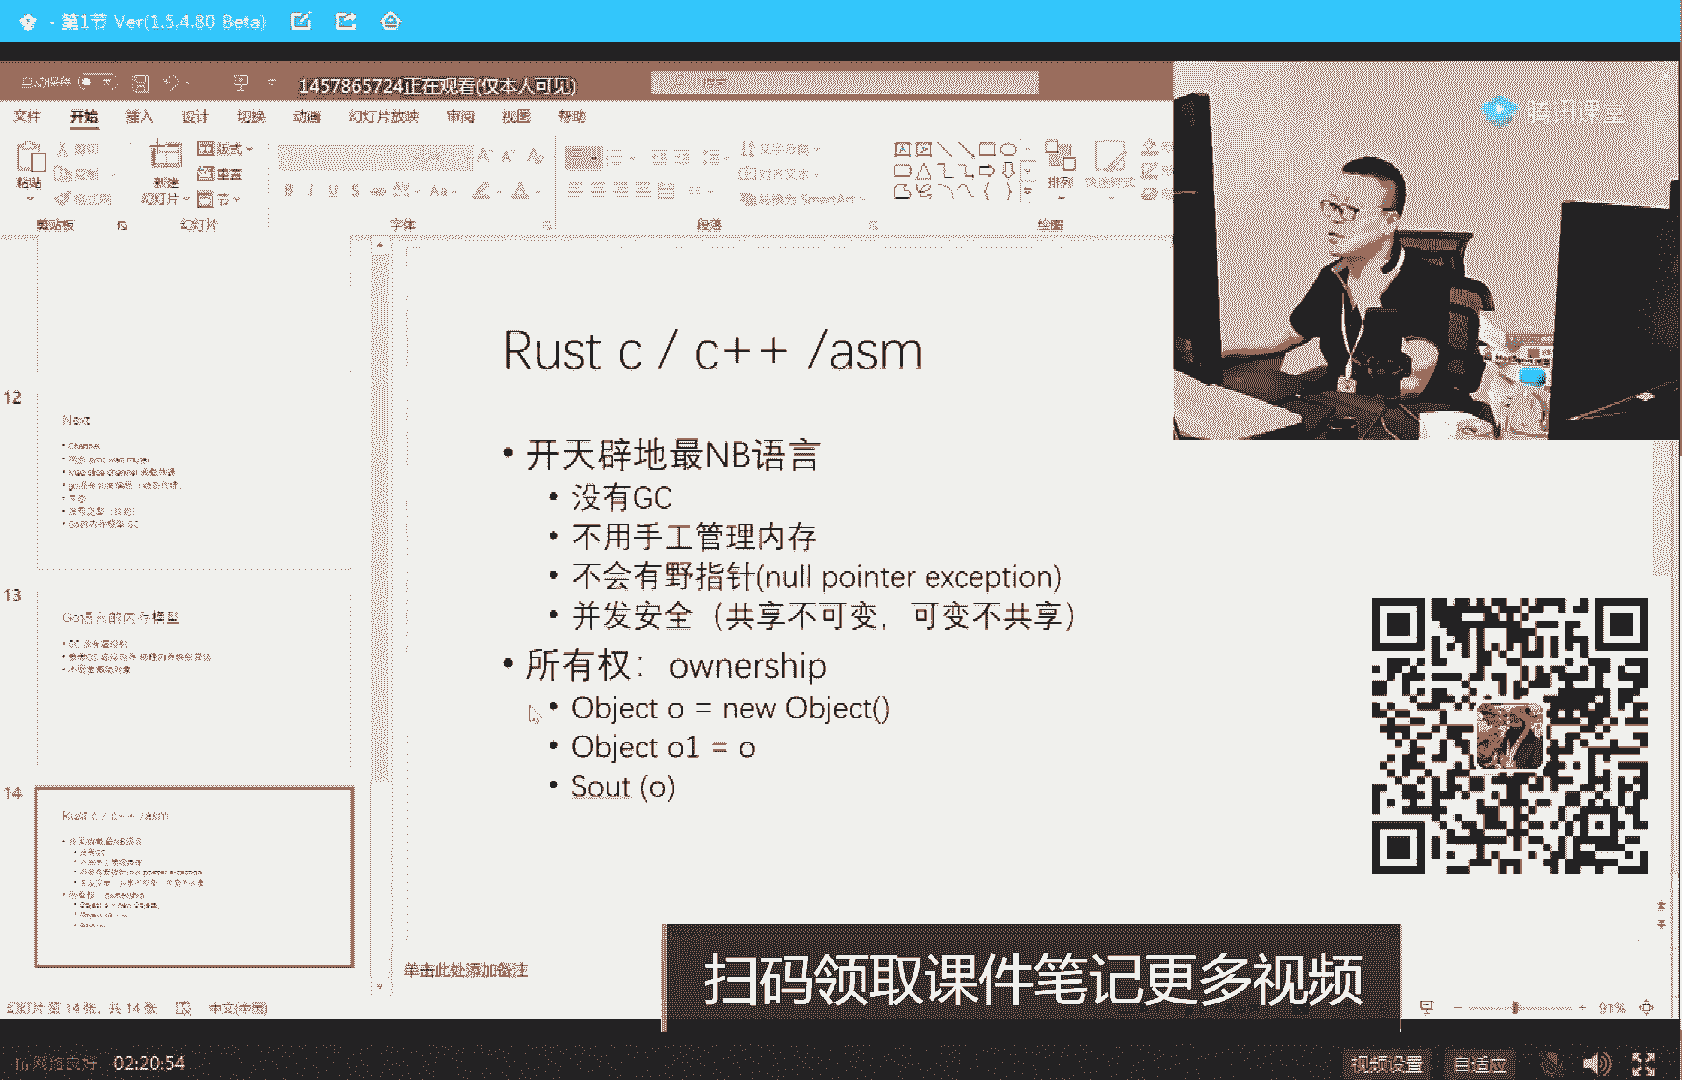 - 第1节 Ver(1.5.4.80 Beta)
自动保存
1457865724正在观看(仅本人可见)
腾讯课堂
文件 开始 插入 设计 切换 动画 幻灯片放映 审阅 视图 帮助
剪切
复制
格式刷
粘贴
新建
幻灯片
版式
重置
节
文字方向
对齐文本
转换为 SmartArt
排列
快速样式
剪贴板 幻灯片 字体 段落 绘图
12
Next
13
Go语言的内存模型
14
Rust c / c++ /asm
Rust c / c++ /asm
• 开天辟地最NB语言
• 没有GC
• 不用手工管理内存
• 不会有野指针(null pointer exception)
• 并发安全（共享不可变，可变不共享）
• 所有权：ownership
• Object o = new Object()
• Object o1 = o
• Sout (o)
单击此处添加备注
扫码领取课件笔记更多视频
幻灯片 第 14 张，共 14 张 中文(中国)
91%
网络良好 02:20:54
视频设置 自适应